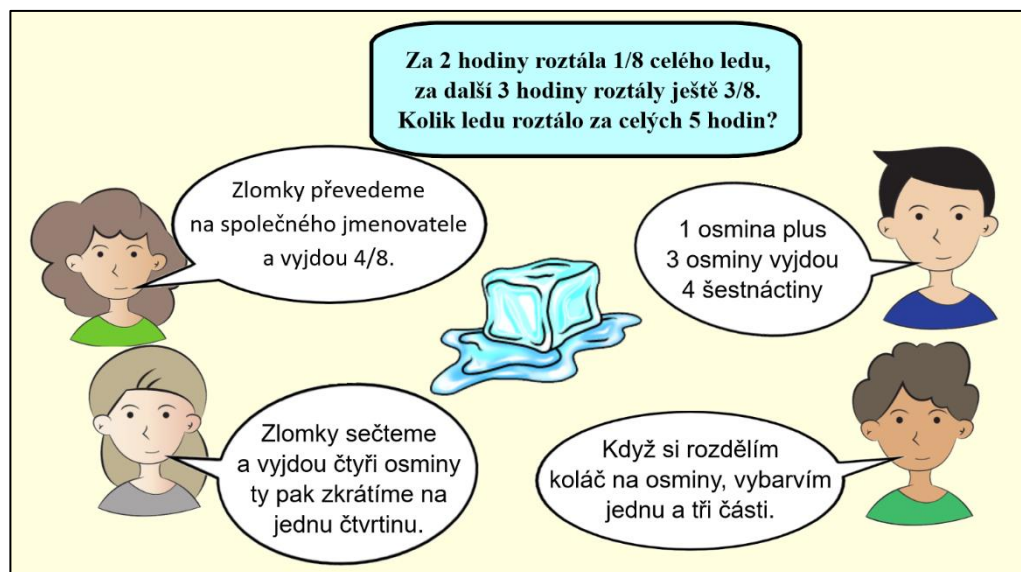 Za 2 hodiny roztála 1/8 celého ledu,
za další 3 hodiny roztály ještě 3/8.
Kolik ledu roztálo za celých 5 hodin?
Zlomky převedeme
na společného jmenovatele
a vyjdou 4/8.
1 osmina plus
3 osminy vyjdou
4 šestnáctiny
Zlomky sečteme
a vyjdou čtyři osminy
ty pak zkrátíme na
jednu čtvrtinu.
Když si rozdělím
koláč na osminy, vybarvím
jednu a tři části.